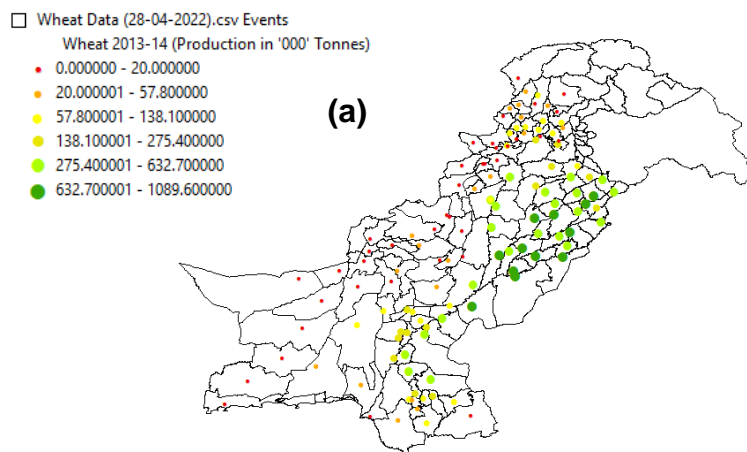 Wheat Data (28-04-2022).csv Events
Wheat 2013-14 (Production in '000' Tonnes)
0.000000 - 20.000000
20.000001 - 57.800000
57.800001 - 138.100000
138.100001 - 275.400000
275.400001 - 632.700000
632.700001 - 1089.600000
(a)